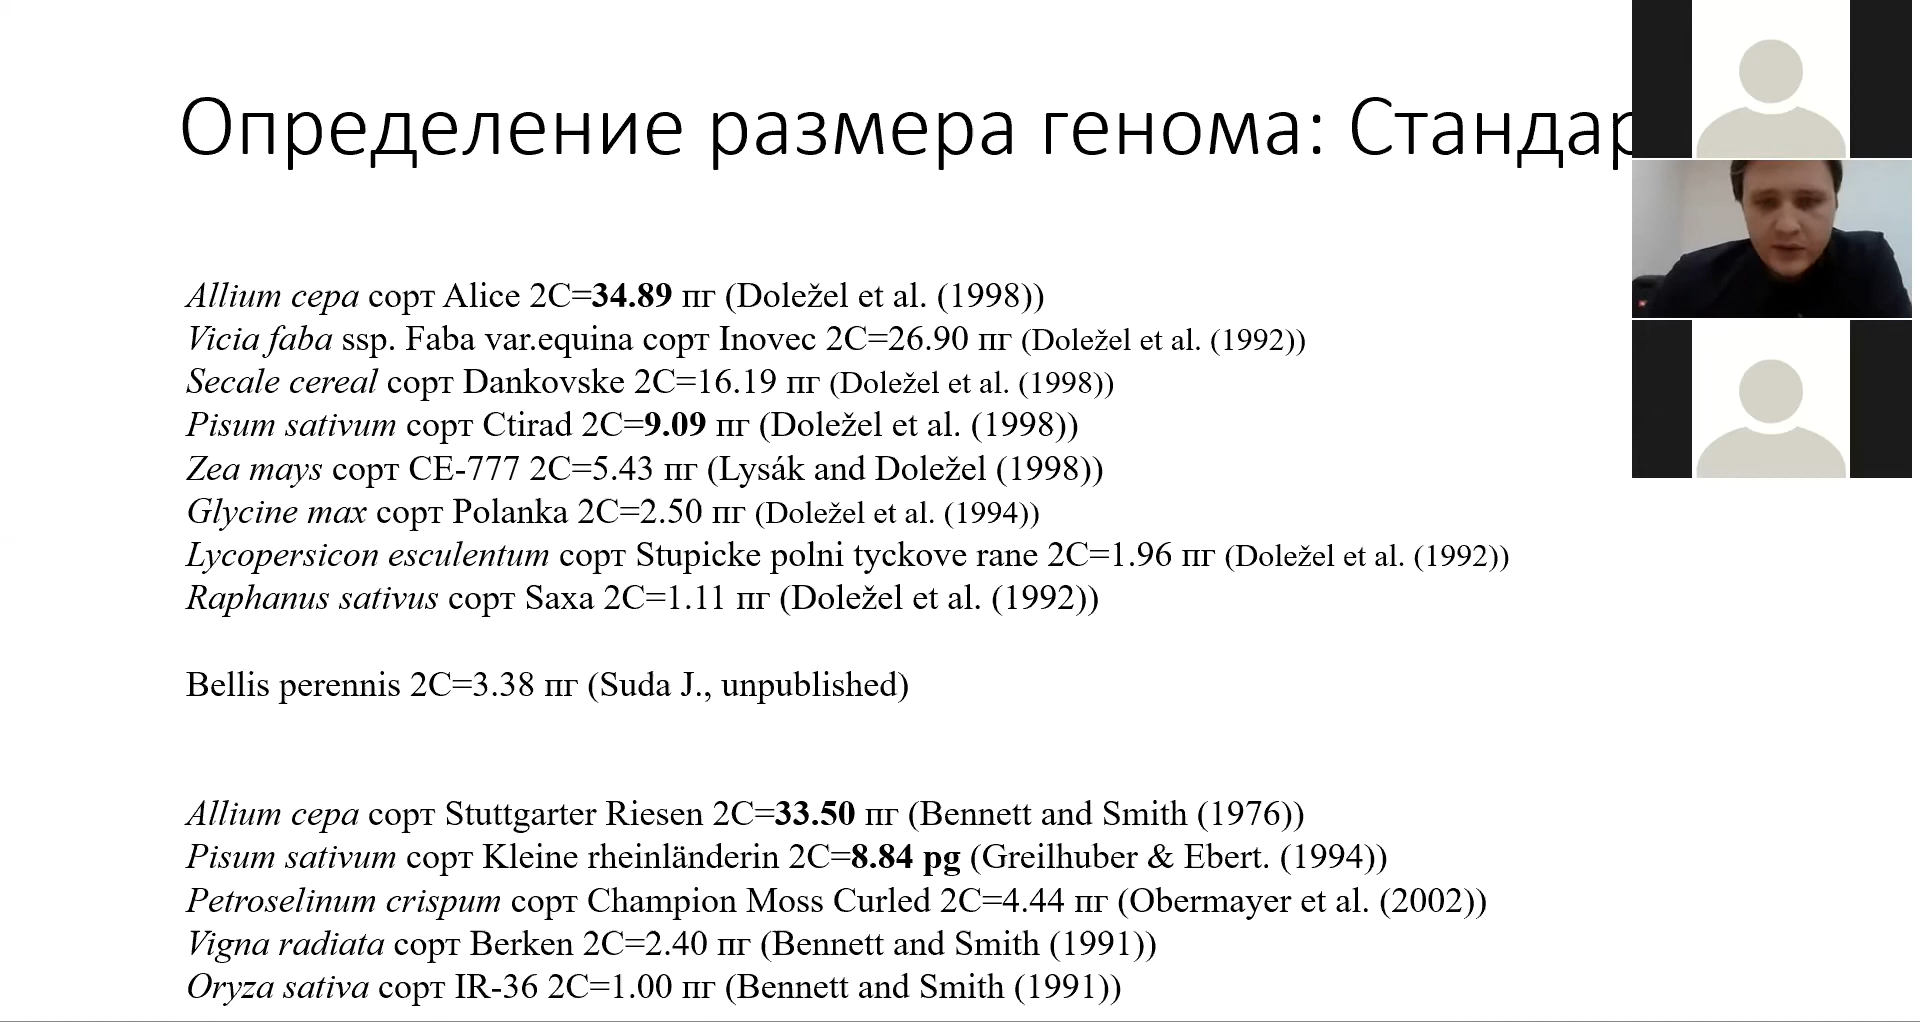 Определение размера генома: Стандар
Allium cepa сорт Alice 2C=34.89 пг (Doležel et al. (1998))
Vicia faba ssp. Faba var.equina сорт Inovec 2C=26.90 пг (Doležel et al. (1992))
Secale cereal сорт Dankovske 2C=16.19 пг (Doležel et al. (1998))
Pisum sativum сорт Ctirad 2C=9.09 пг (Doležel et al. (1998))
Zea mays сорт CE-777 2C=5.43 пг (Lysák and Doležel (1998))
Glycine max сорт Polanka 2C=2.50 пг (Doležel et al. (1994))
Lycopersicon esculentum сорт Stupicke polni tyckove rane 2C=1.96 пг (Doležel et al. (1992))
Raphanus sativus сорт Saxa 2C=1.11 пг (Doležel et al. (1992))
Bellis perennis 2C=3.38 пг (Suda J., unpublished)
Allium cepa сорт Stuttgarter Riesen 2C=33.50 пг (Bennett and Smith (1976))
Pisum sativum сорт Kleine rheinländerin 2C=8.84 pg (Greilhuber & Ebert. (1994))
Petroselinum crispum сорт Champion Moss Curled 2C=4.44 пг (Obermayer et al. (2002))
Vigna radiata сорт Berken 2C=2.40 пг (Bennett and Smith (1991))
Oryza sativa сорт IR-36 2C=1.00 пг (Bennett and Smith (1991))